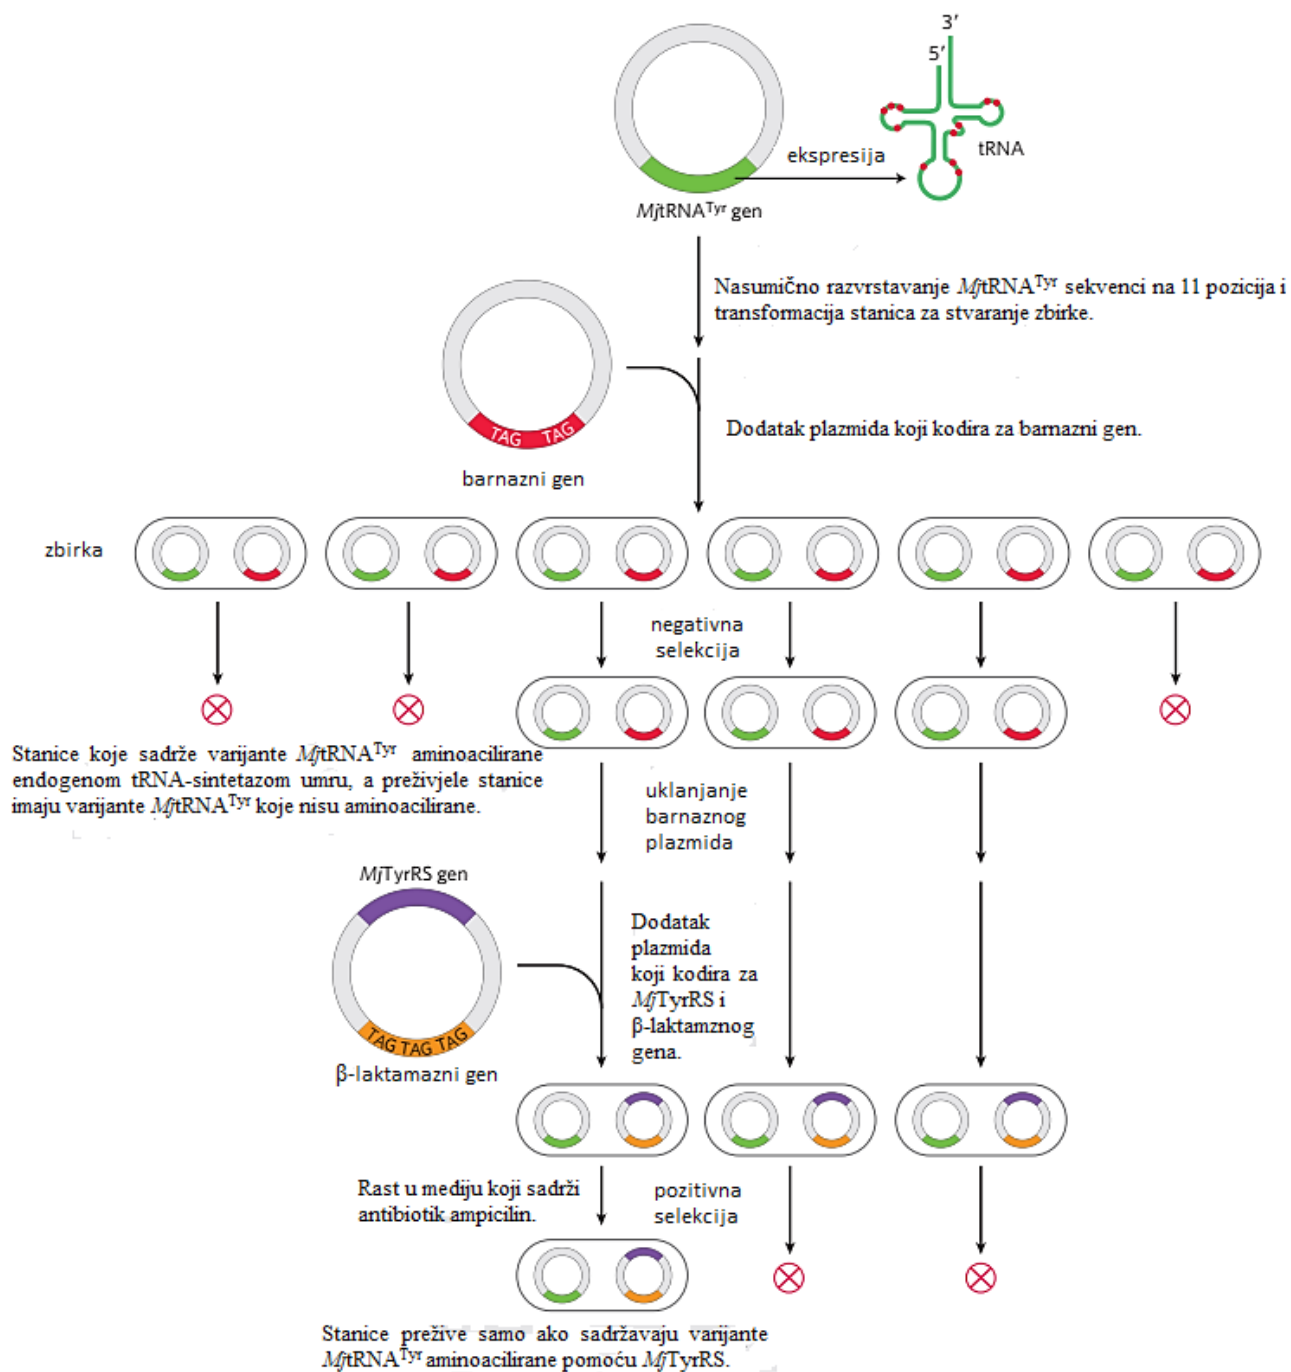 3′
5′
tRNA
ekspresija
MjtRNATyr gen
Nasumično razvrstavanje MjtRNATyr sekvenci na 11 pozicija i
transformacija stanica za stvaranje zbirke.
TAG TAG
Dodatak plazmida koji kodira za barnazni gen.
barnazni gen
zbirka
negativna
selekcija
Stanice koje sadrže varijante MjtRNATyr aminoacilirane
endogenom tRNA-sintetazom umru, a preživjele stanice
imaju varijante MjtRNATyr koje nisu aminoacilirane.
uklanjanje
barnaznog
plazmida
MjTyrRS gen
TAG TAG TAG
β-laktamazni gen
Dodatak
plazmida
koji kodira za
MjTyrRS i
β-laktamznog
gena.
Rast u mediju koji sadrži
antibiotik ampicilin.
pozitivna
selekcija
Stanice prežive samo ako sadržavaju varijante
MjtRNATyr aminoacilirane pomoću MjTyrRS.